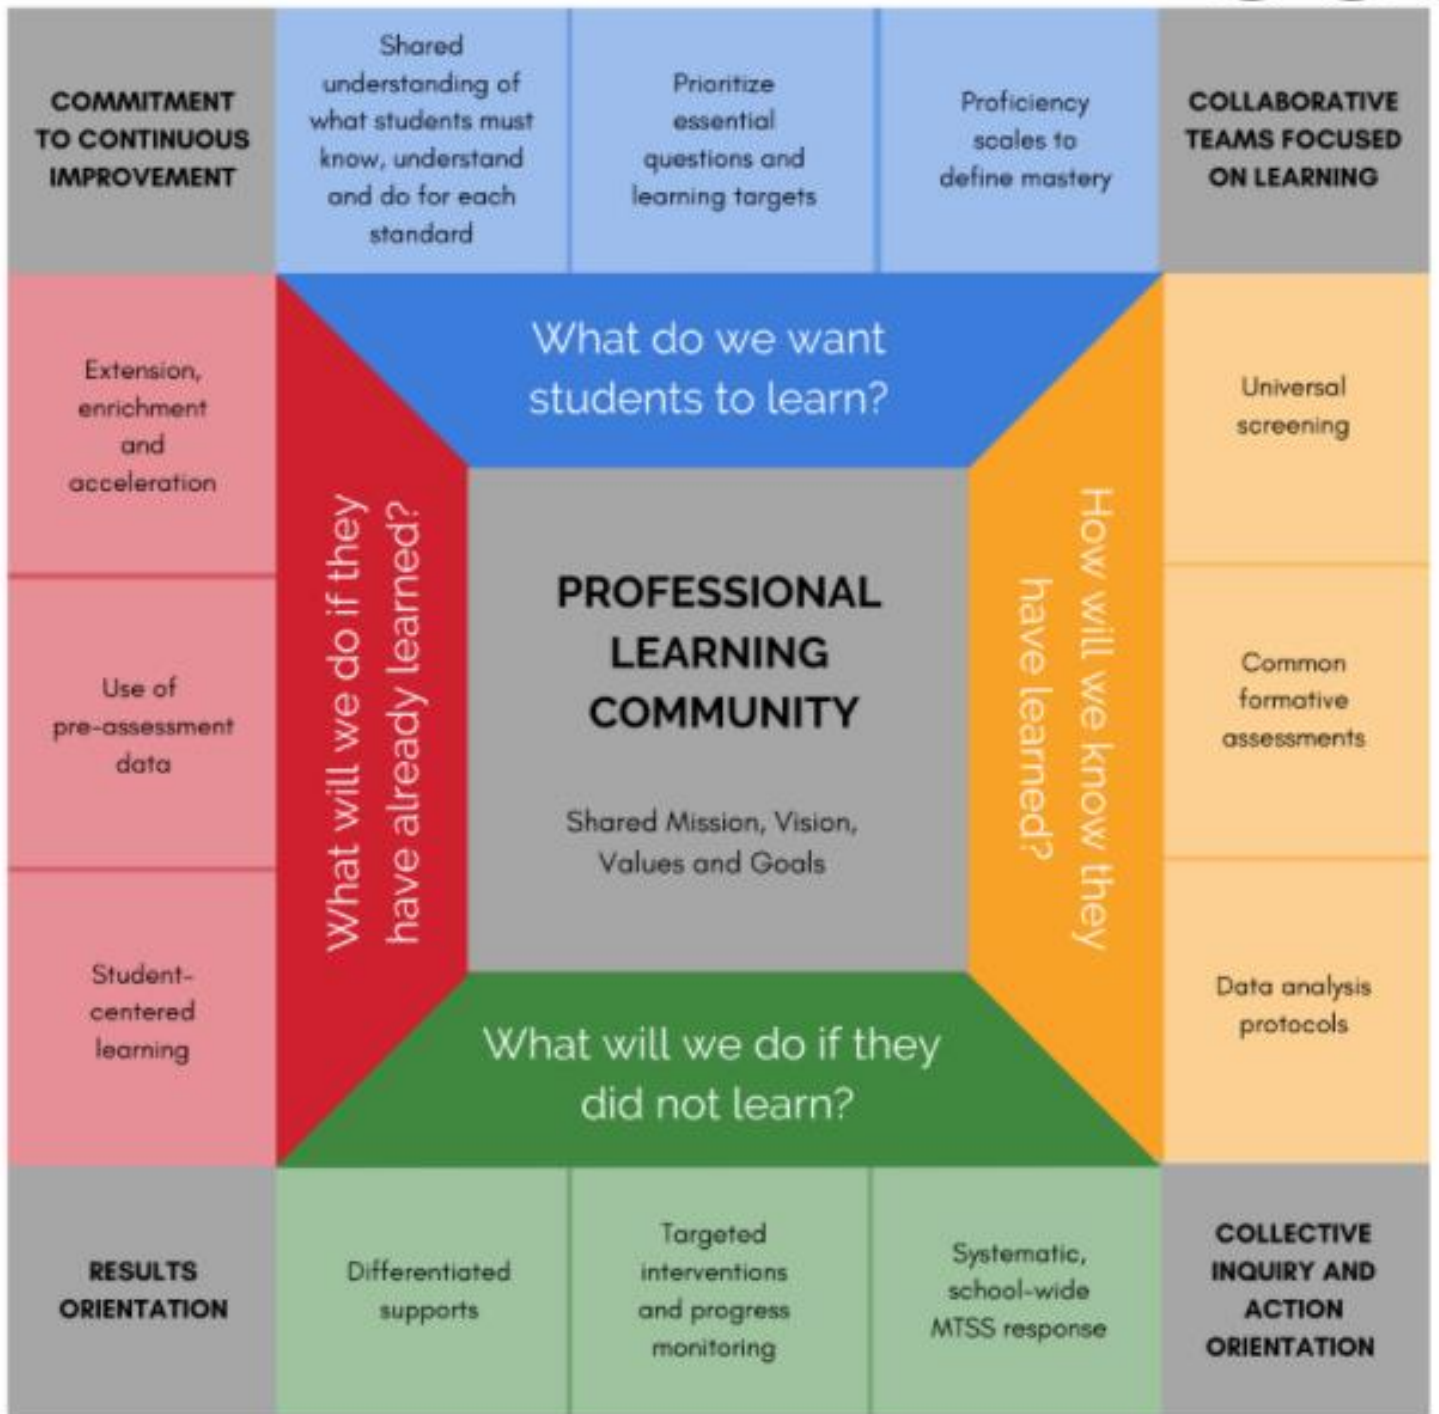 COMMITMENT
TO CONTINUOUS
IMPROVEMENT
Shared
understanding of
what students must
know, understand
and do for each
standard
Prioritize
essential
questions and
learning targets
Proficiency
scales to
define mastery
COLLABORATIVE
TEAMS FOCUSED
ON LEARNING
What do we want
students to learn?
Extension,
enrichment
and
acceleration
Use of
pre-assessment
data
Student-
centered
learning
What will we do if they
have already learned?
PROFESSIONAL
LEARNING
COMMUNITY
Shared Mission, Vision,
Values and Goals
How will we know they
have learned?
Universal
screening
Common
formative
assessments
Data analysis
protocols
What will we do if they
did not learn?
RESULTS
ORIENTATION
Differentiated
supports
Targeted
interventions
and progress
monitoring
Systematic,
school-wide
MTSS response
COLLECTIVE
INQUIRY AND
ACTION
ORIENTATION